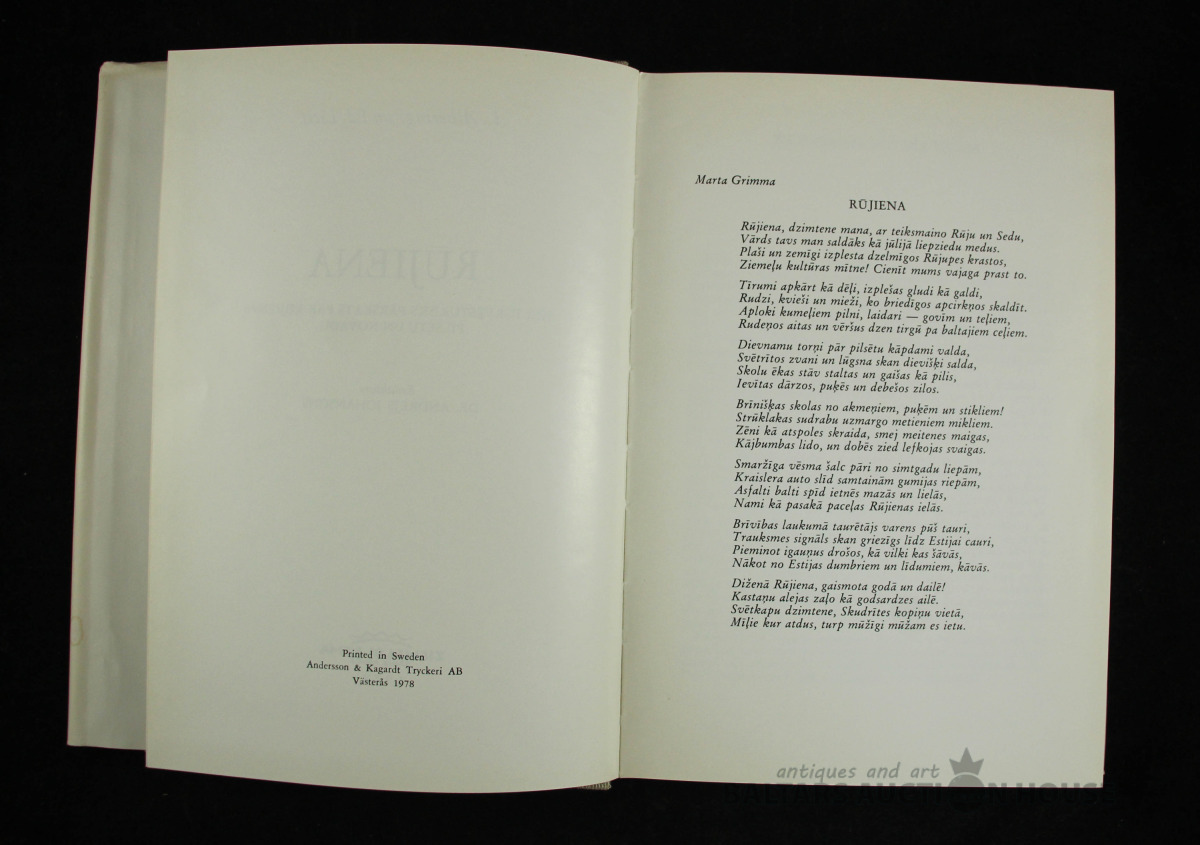 Printed in Sweden
Andersson & Kagardt Tryckeri AB
Västerås 1978
Marta Grimma
RŪJIENA
Rūjiena, dzimtene mana, ar teiksmaino Rūju un Sedu,
Vārds tavs man saldāks kā jūlijā liepziedu medus.
Plaši un zemīgi izplesta dzelmīgos Rūjupes krastos,
Ziemeļu kultūras mītne! Cienīt mums vajaga prast to.
Tīrumi apkārt kā dēļi, izplešas gludi kā galdi,
Rudzi, kvieši un mieži, ko briedīgos apcirkņos skaldīt.
Aploki kumeļiem pilni, laidari — govīm un teļiem,
Rudeņos aitas un vēršus dzen tirgū pa baltajiem ceļiem.
Dievnamu torņi pār pilsētu kāpdami valda,
Svētrītos zvani un lūgsna skan dievišķi salda,
Skolu ēkas stāv staltas un gaišas kā pilis,
Ievītas dārzos, puķēs un debešos zilos.
Brīnišķas skolas no akmeņiem, puķēm un stikliem!
Strūklakas sudrabu uzmargo metieniem mikliem.
Zēni kā atspoles skraida, smej meitenes maigas,
Kājbumbas lido, un dobēs zied lefkojas svaigas.
Smaržīga vēsma šalc pāri no simtgadu liepām,
Kraislera auto slīd samtainām gumijas riepām,
Asfalti balti spīd ietnēs mazās un lielās,
Nami kā pasakā paceļas Rūjienas ielās.
Brīvības laukumā taurētājs varens pūš tauri,
Trauksmes signāls skan griezīgs līdz Estijai cauri,
Pieminot igauņus drošos, kā vilki kas šāvās,
Nākot no Estijas dumbriem un līdumiem, kāvās.
Diženā Rūjiena, gaismota godā un dailē!
Kastaņu alejas zaļo kā godsardzes ailē.
Svētkapu dzimtene, Skudrītes kopiņu vietā,
Mīļie kur atdus, turp mūžīgi mūžam es ietu.
antiques and art
BALTARS AUCTION HOUSE